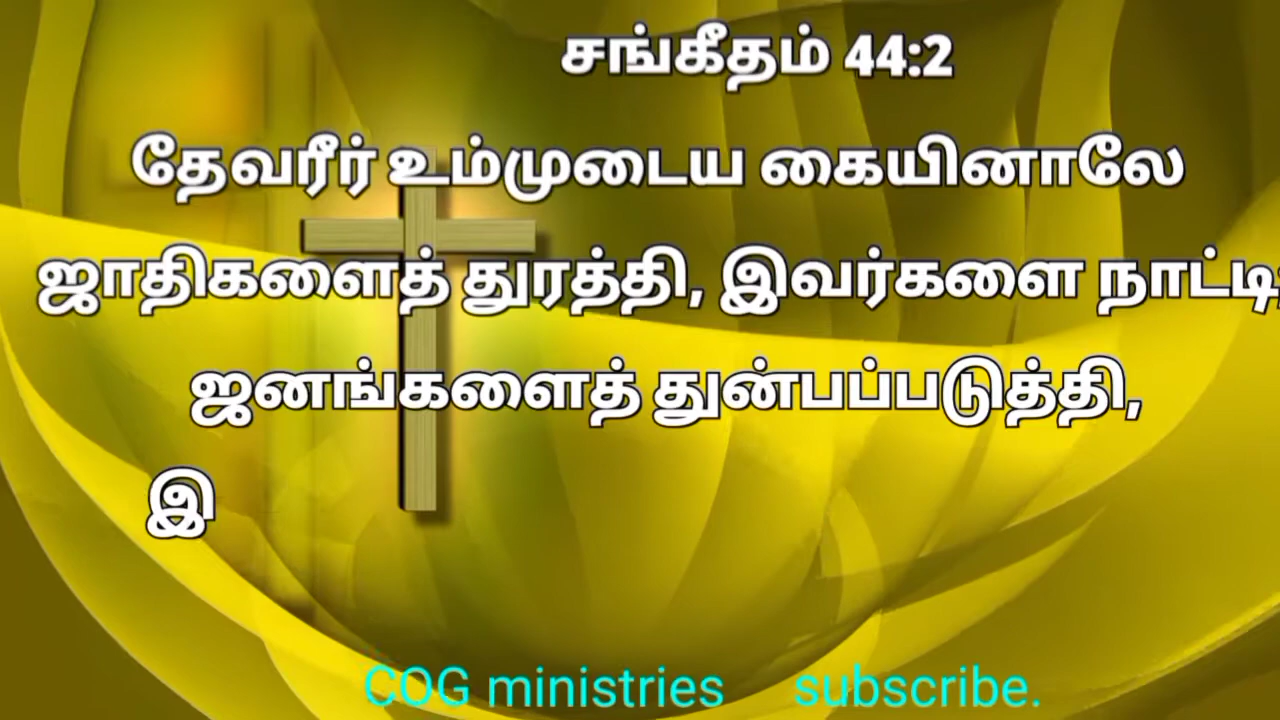 சங்கீதம் 44:2
தேவரீர் உம்முடைய கையினாலே
ஜாதிகளைத் துரத்தி, இவர்களை
ஜனங்களைத் துன்பப்படுத்தி,
இ
COG ministries subscribe.